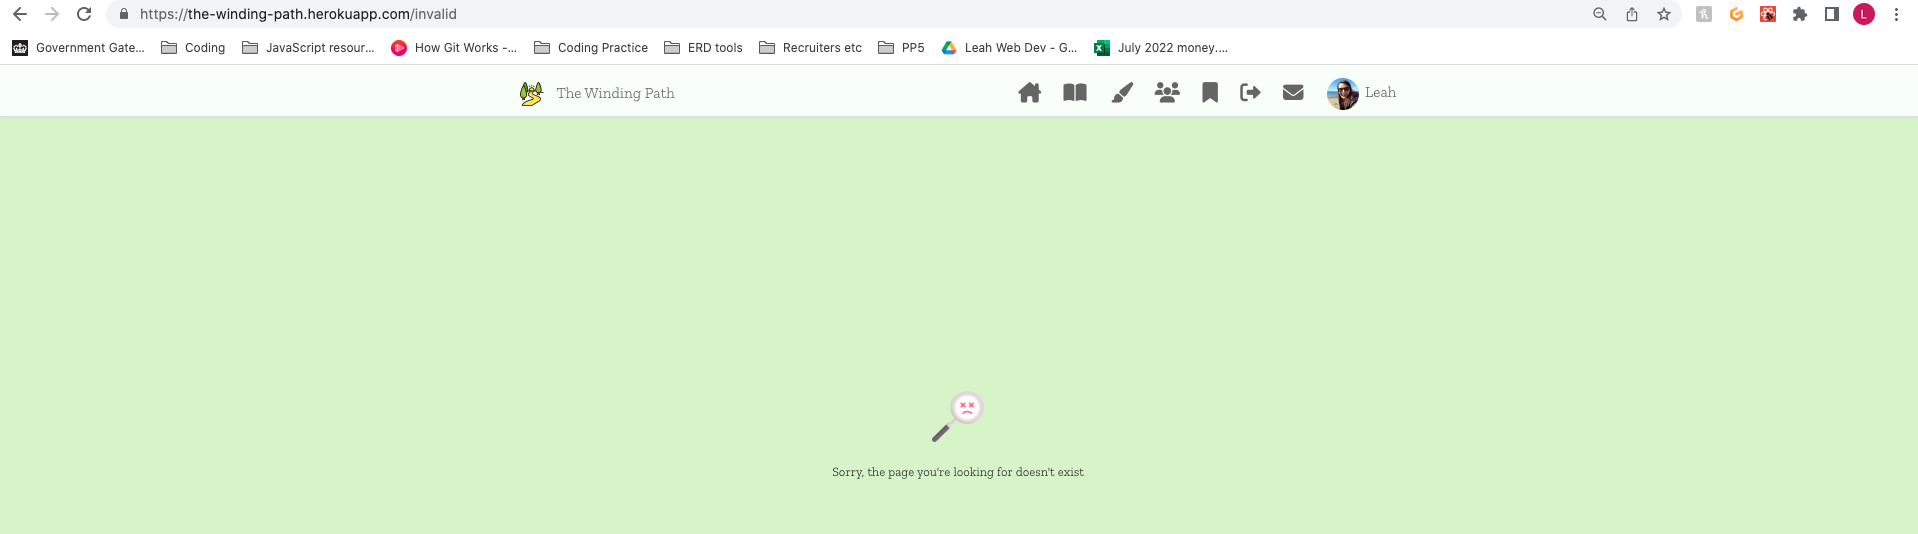 https://the-winding-path.herokuapp.com/invalid
L
Government Gate... Coding JavaScript resour... How Git Works -... Coding Practice ERD tools Recruiters etc PP5 Leah Web Dev - G... July 2022 money....
The Winding Path Leah
Sorry, the page you're looking for doesn't exist